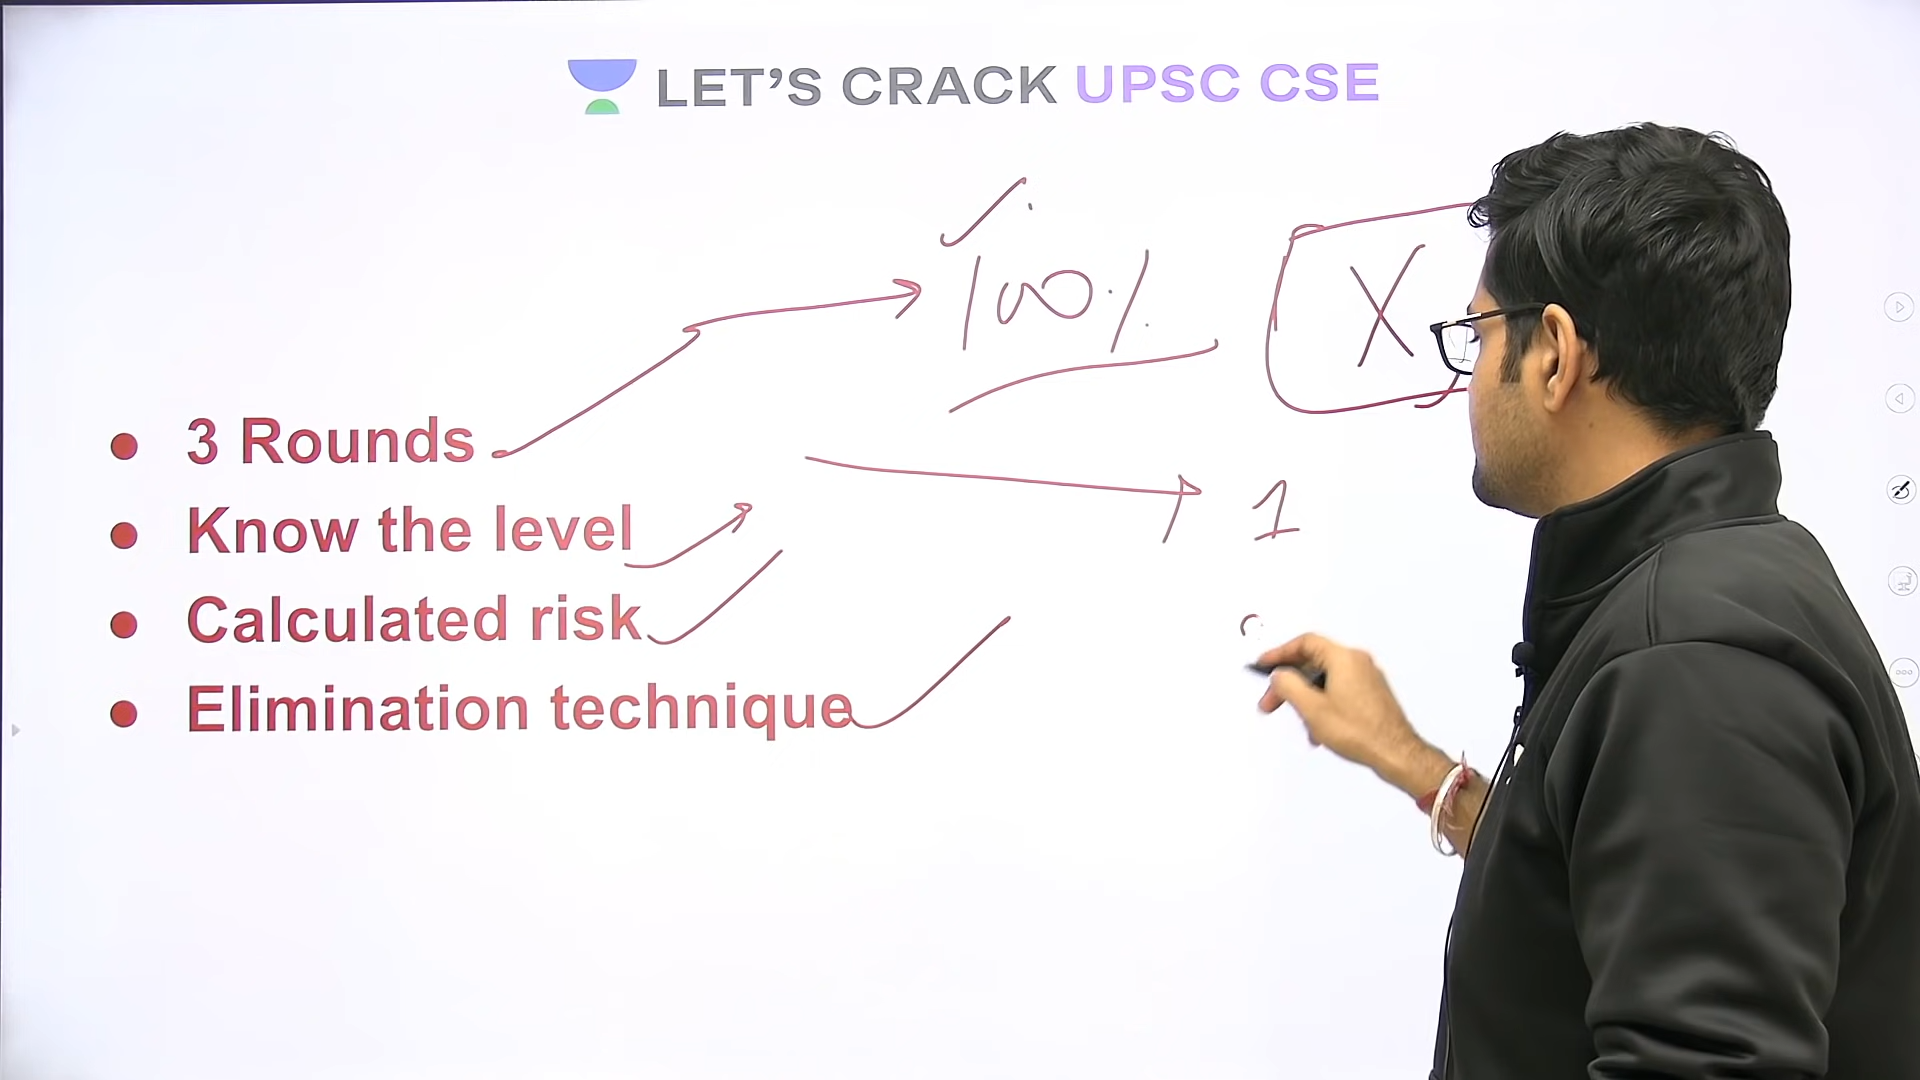 LET'S CRACK UPSC CSE
100%
X
3 Rounds
1
Know the level
Calculated risk
Elimination technique